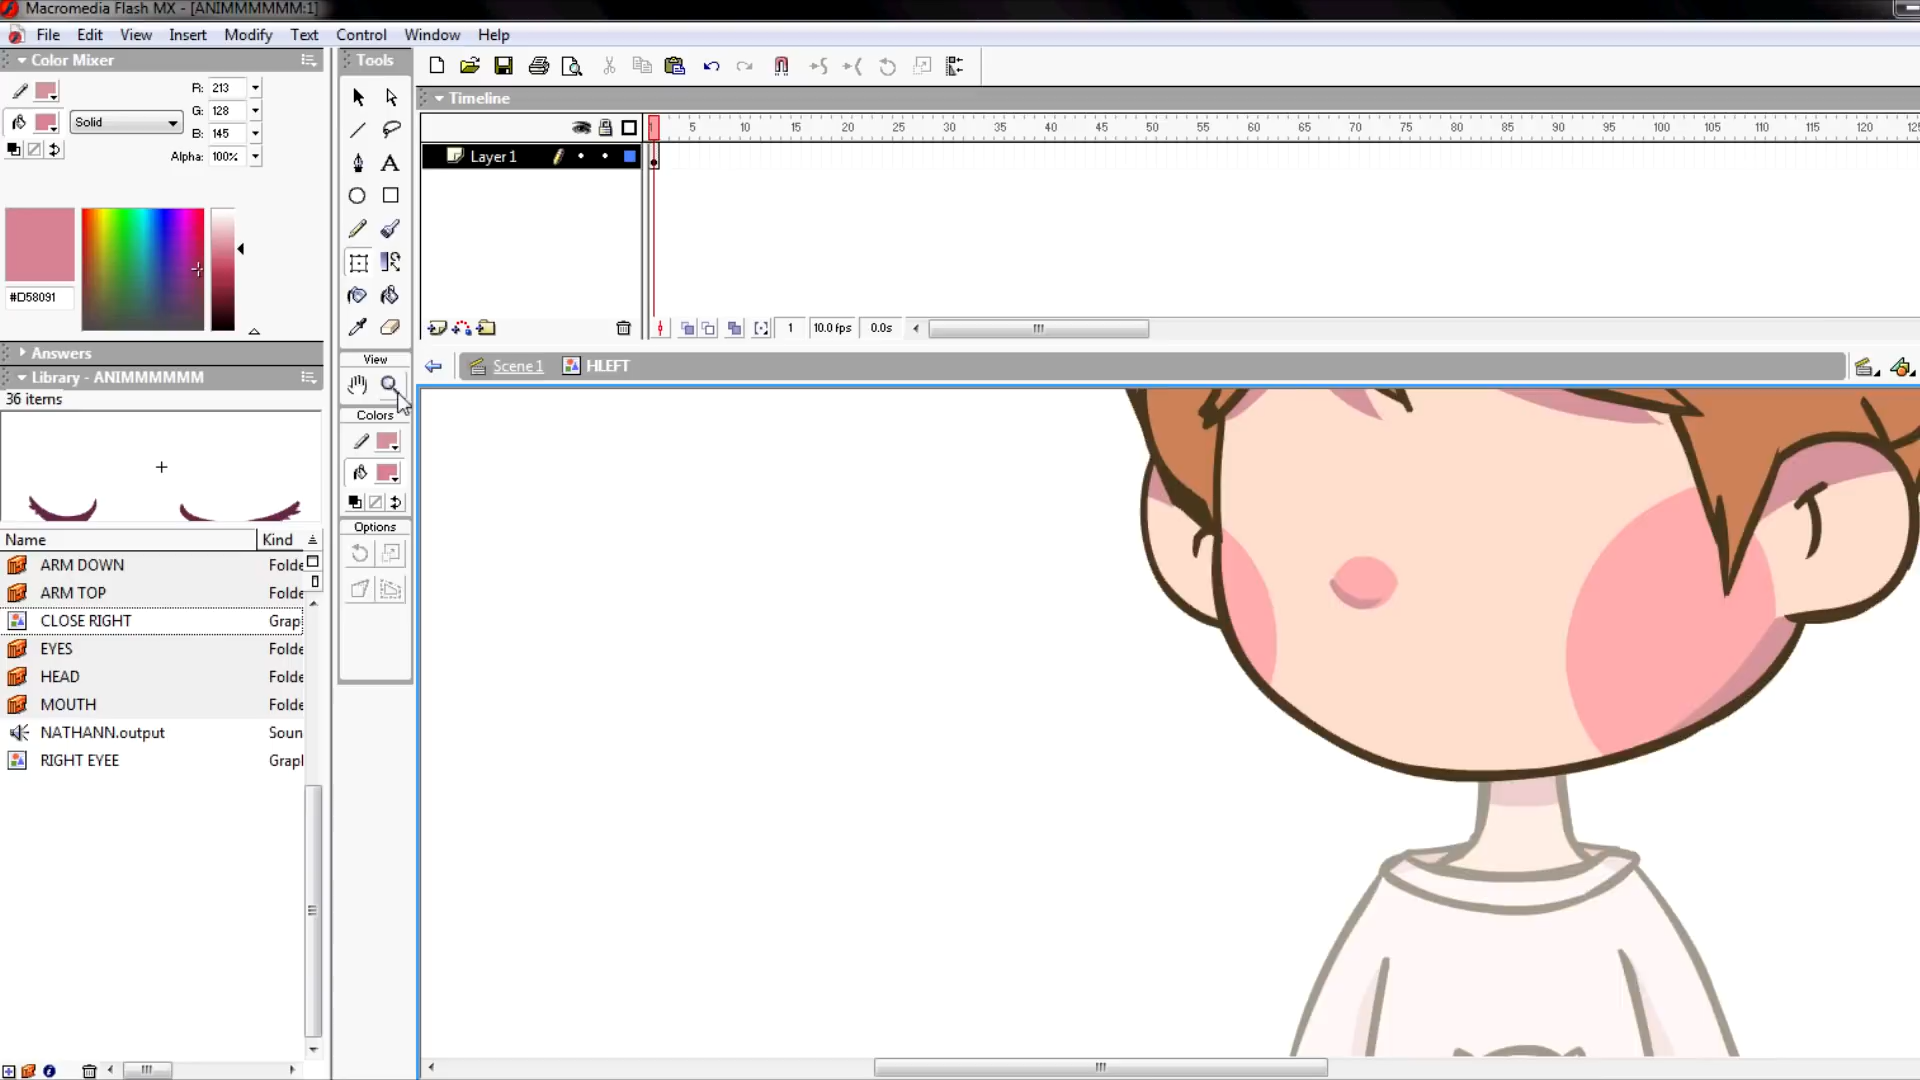 Macromedia Flash MX - [ANIMMMMMM:1]
File Edit View Insert Modify Text Control Window Help
Color Mixer
R: 213
G: 128
B: 145
Alpha: 100%
Solid
#D58091
Answers
Library - ANIMMMMMM
36 items
Name Kind
ARM DOWN Folde
ARM TOP Folde
CLOSE RIGHT Grap
EYES Folde
HEAD Folde
MOUTH Folde
NATHANN.output Soun
RIGHT EYEE Grap
Tools
View
Colors
Options
Timeline
1 5 10 15 20 25 30 35 40 45 50 55 60 65 70 75 80 85 90 95 100 105 110 115 120 125
Layer 1
1 10.0 fps 0.0s
Scene 1 HLEFT